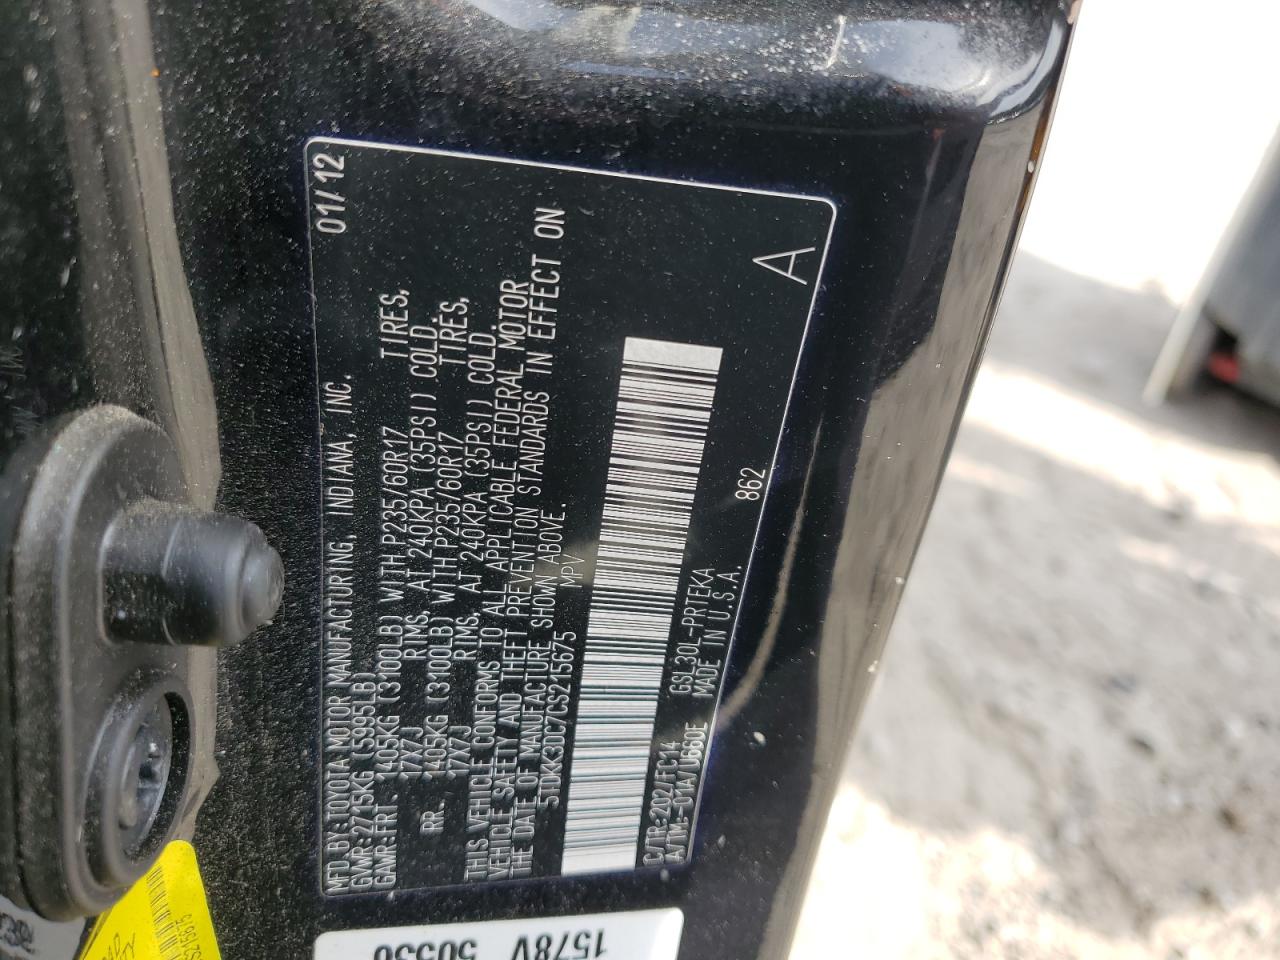 MFD. BY: TOYOTA MOTOR MANUFACTURING, INDIANA, INC. 01/12
GVWR: 2715KG (5995LB)
GAWR:FRT. 1405KG (3100LB) WITH P235/60R17 TIRES,
17X7J RIMS, AT 240KPA (35PSI) COLD
RR. 1405KG (3100LB) WITH P235/60R17 TIRES,
17X7J RIMS, AT 240KPA (35PSI) COLD.
THIS VEHICLE CONFORMS TO ALL APPLICABLE FEDERAL MOTOR
VEHICLE SAFETY AND THEFT PREVENTION STANDARDS IN EFFECT ON
THE DATE OF MANUFACTURE SHOWN ABOVE.
5TDKK3DC7CS215675 MPV
C/TR:202/FC14 GSL30L-PRTEKA 862 A
A/TM:-01A/U660E MADE IN U.S.A.
1578V